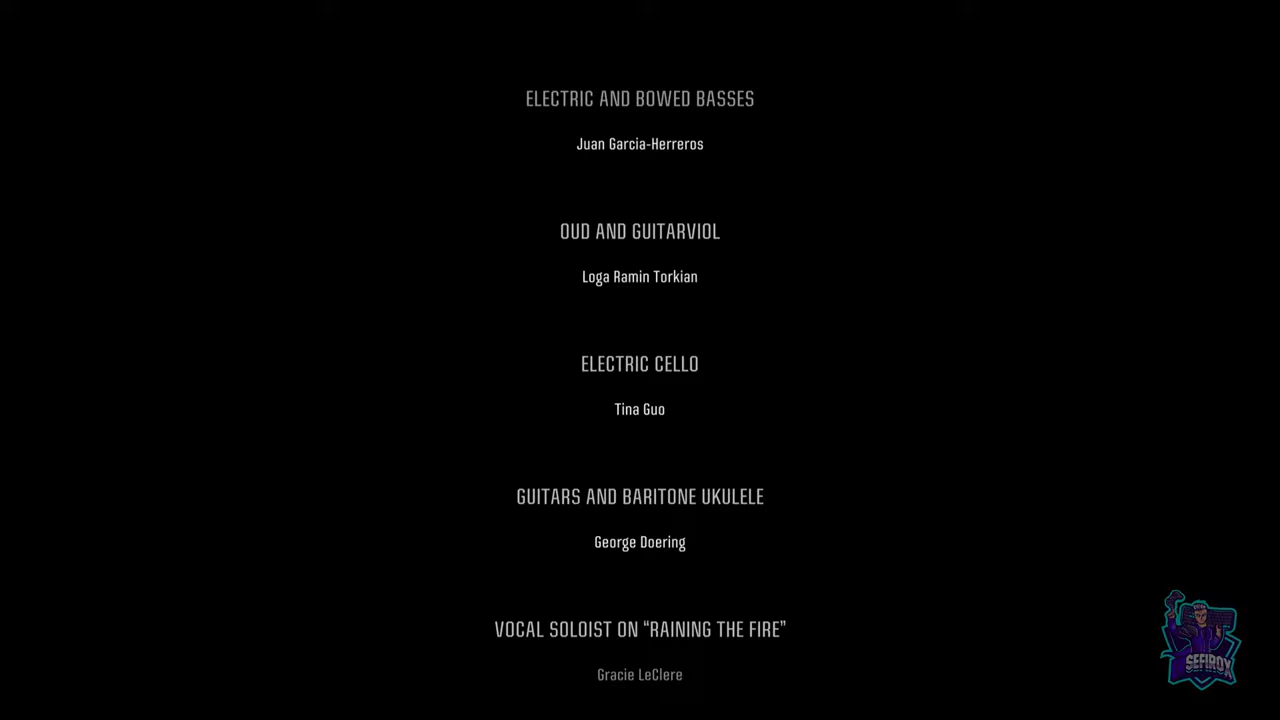 ELECTRIC AND BOWED BASSES
Juan Garcia-Herreros
OUD AND GUITARVIOL
Loga Ramin Torkian
ELECTRIC CELLO
Tina Guo
GUITARS AND BARITONE UKULELE
George Doering
VOCAL SOLOIST ON “RAINING THE FIRE”
Gracie LeClere
SEFIROX